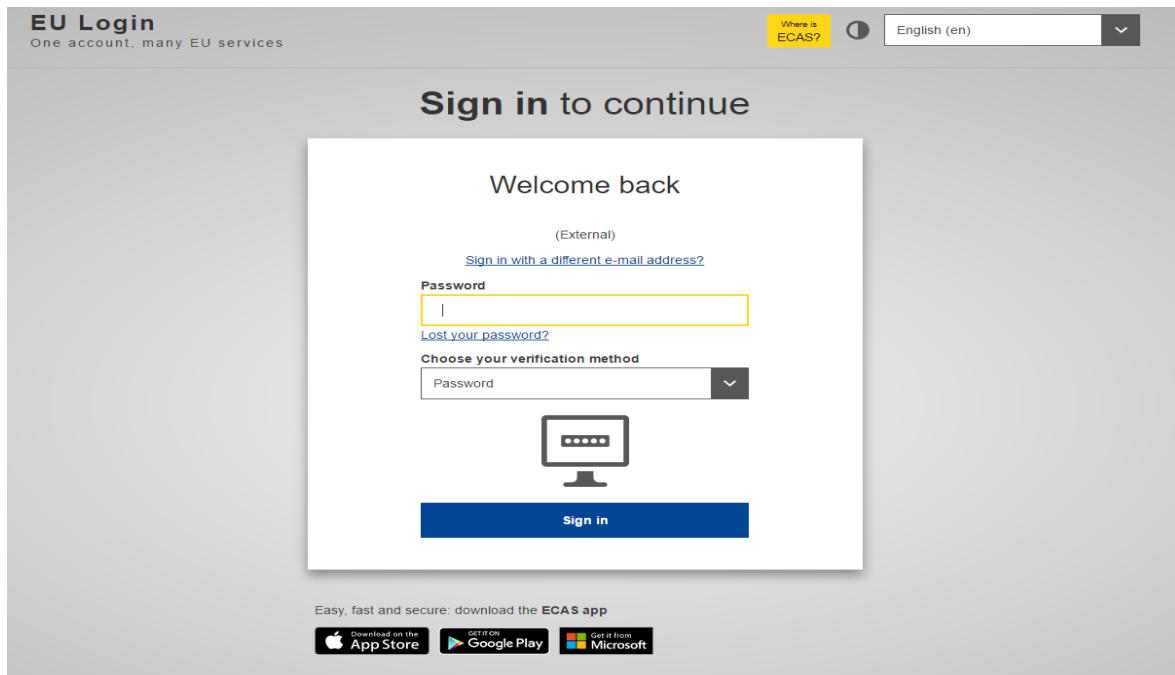 EU Login
One account, many EU services
Where is
ECAS?
English (en)
Sign in to continue
Welcome back
(External)
Sign in with a different e-mail address?
Password
Lost your password?
Choose your verification method
Password
Sign in
Easy, fast and secure: download the ECAS app
Download on the
App Store
GET IT ON
Google Play
Get it from
Microsoft